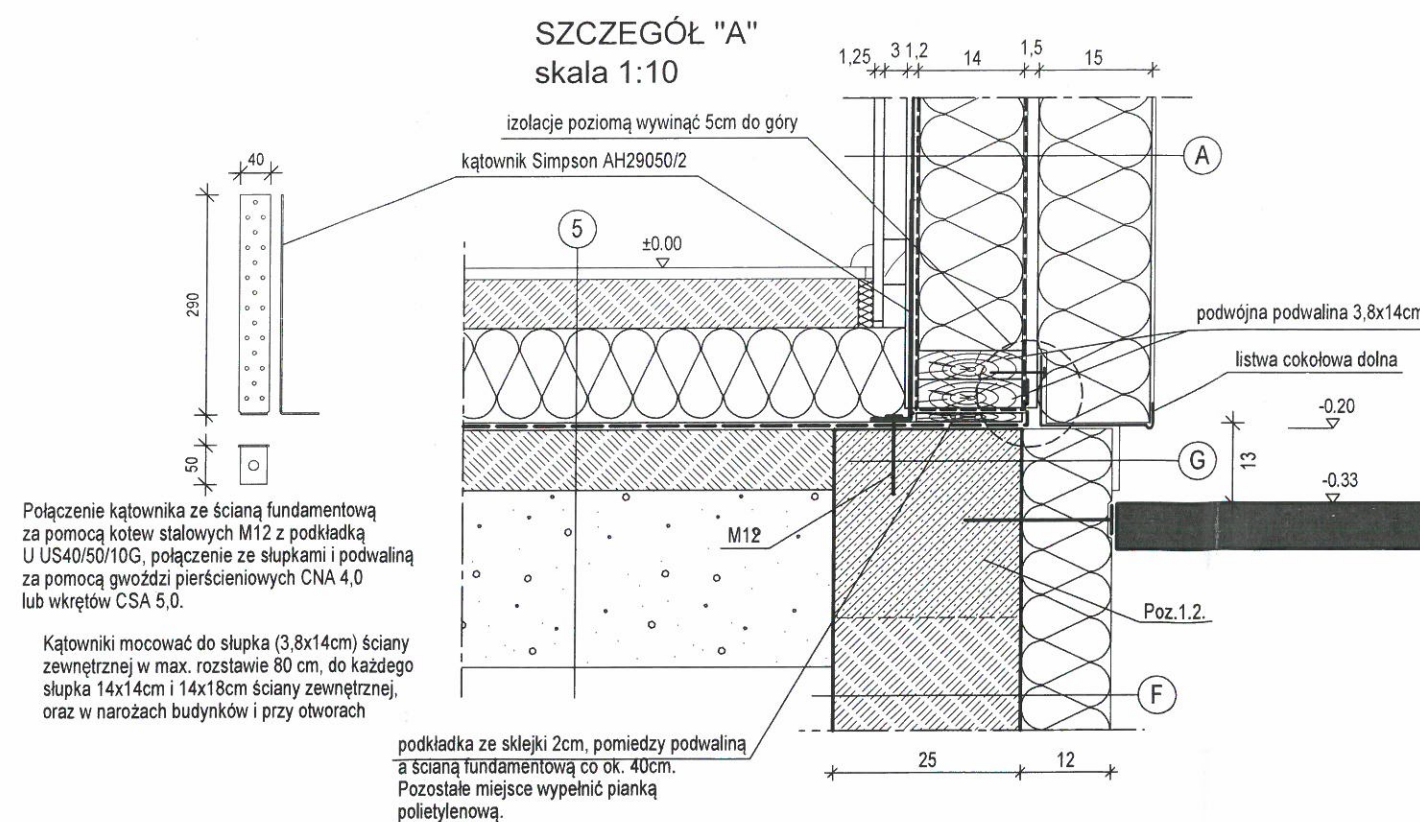 SZCZEGÓŁ "A"
skala 1:10
1,25 3 1,2 14 1,5 15
izolacje poziomą wywinąć 5cm do góry
kątownik Simpson AH29050/2
A
40
5
±0.00
290
podwójna podwalina 3,8x14cm
listwa cokołowa dolna
-0.20
50
G
13
-0.33
Połączenie kątownika ze ścianą fundamentową
za pomocą kotew stalowych M12 z podkładką
U US40/50/10G, połączenie ze słupkami i podwaliną
za pomocą gwoździ pierścieniowych CNA 4,0
lub wkrętów CSA 5,0.
M12
Poz.1.2.
Kątowniki mocować do słupka (3,8x14cm) ściany
zewnętrznej w max. rozstawie 80 cm, do każdego
słupka 14x14cm i 14x18cm ściany zewnętrznej,
oraz w narożach budynków i przy otworach
F
podkładka ze sklejki 2cm, pomiedzy podwaliną
a ścianą fundamentową co ok. 40cm.
Pozostałe miejsce wypełnić pianką
polietylenową.
25 12